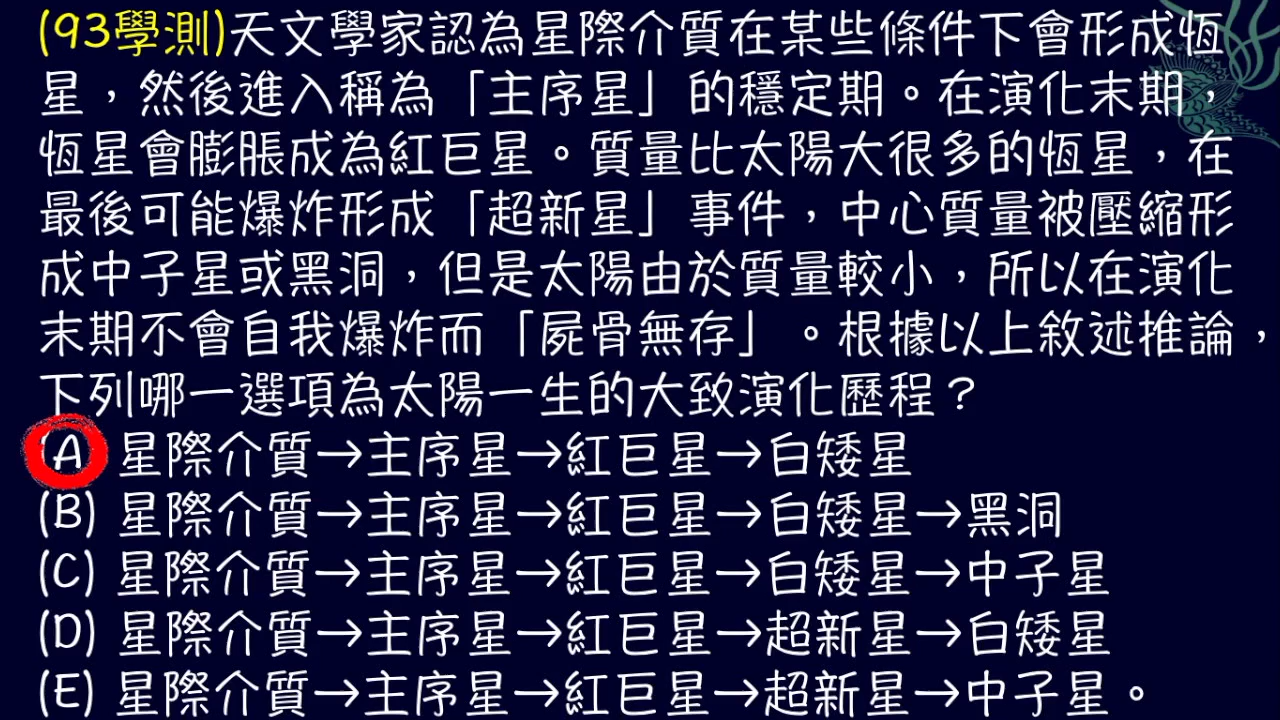 (93學測)天文學家認為星際介質在某些條件下會形成恆
星，然後進入稱為「主序星」的穩定期。在演化末期，
恆星會膨脹成為紅巨星。質量比太陽大很多的恆星，在
最後可能爆炸形成「超新星」事件，中心質量被壓縮形
成中子星或黑洞，但是太陽由於質量較小，所以在演化
末期不會自我爆炸而「屍骨無存」。根據以上敘述推論，
下列哪一選項為太陽一生的大致演化歷程？
(A) 星際介質→主序星→紅巨星→白矮星
(B) 星際介質→主序星→紅巨星→白矮星→黑洞
(C) 星際介質→主序星→紅巨星→白矮星→中子星
(D) 星際介質→主序星→紅巨星→超新星→白矮星
(E) 星際介質→主序星→紅巨星→超新星→中子星。